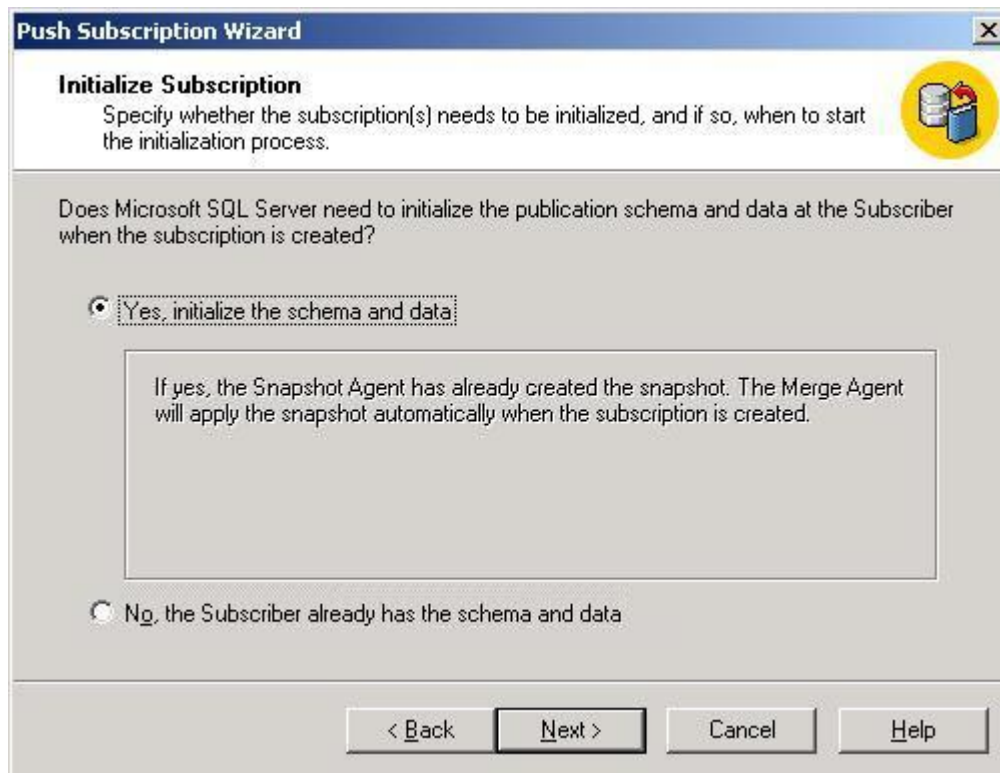 Push Subscription Wizard
Initialize Subscription
Specify whether the subscription(s) needs to be initialized, and if so, when to start
the initialization process.
Does Microsoft SQL Server need to initialize the publication schema and data at the Subscriber
when the subscription is created?
Yes, initialize the schema and data
If yes, the Snapshot Agent has already created the snapshot. The Merge Agent
will apply the snapshot automatically when the subscription is created.
No, the Subscriber already has the schema and data
< Back Next > Cancel Help